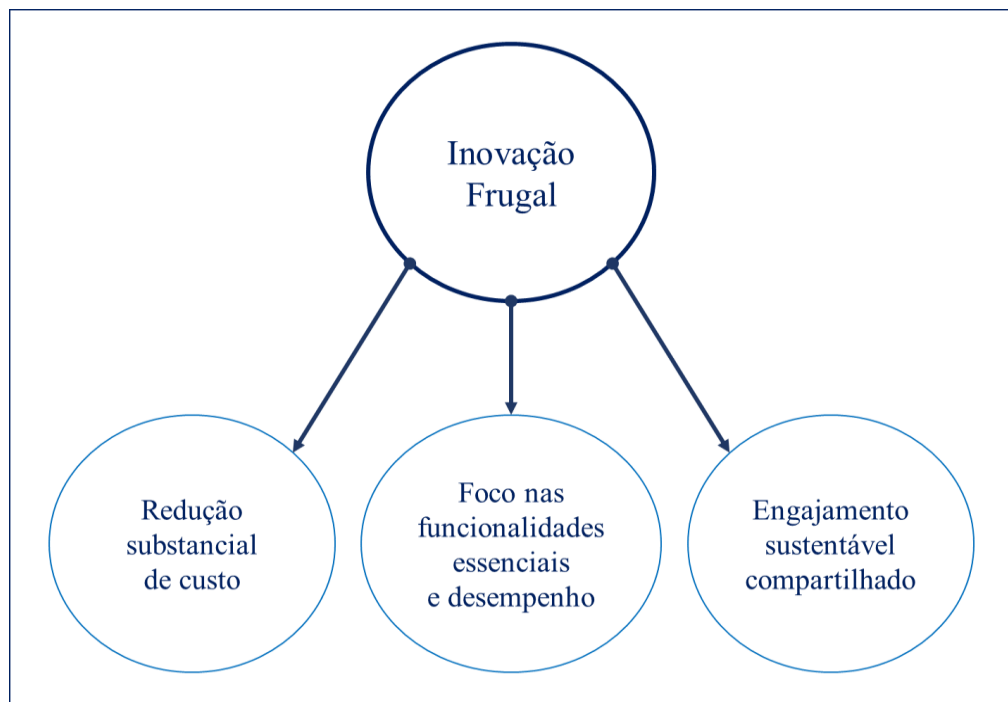 Inovação
Frugal
Redução
substancial
de custo
Foco nas
funcionalidades
essenciais
e desempenho
Engajamento
sustentável
compartilhado